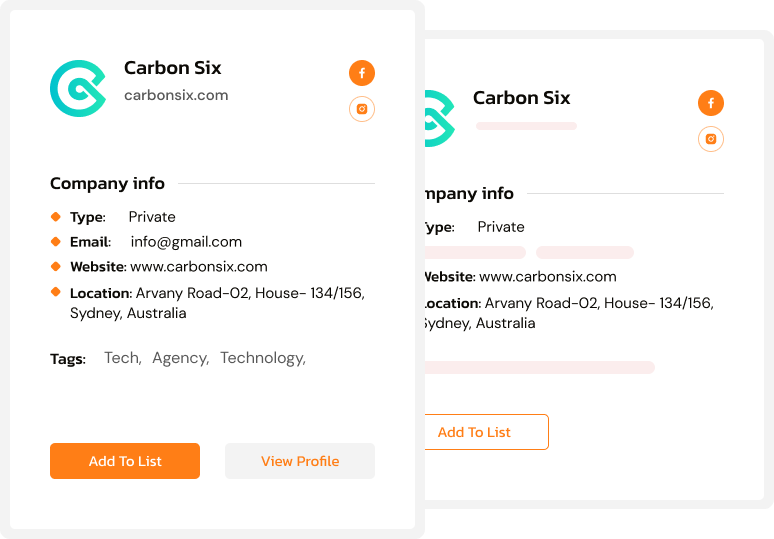 Carbon Six
carbonsix.com
Company info
Type: Private
Email: info@gmail.com
Website: www.carbonsix.com
Location: Arvany Road-02, House- 134/156,
Sydney, Australia
Tags: Tech, Agency, Technology,
Add To List View Profile
Carbon Six
mpany info
Type: Private
Website: www.carbonsix.com
Location: Arvany Road-02, House- 134/156,
Sydney, Australia
Add To List